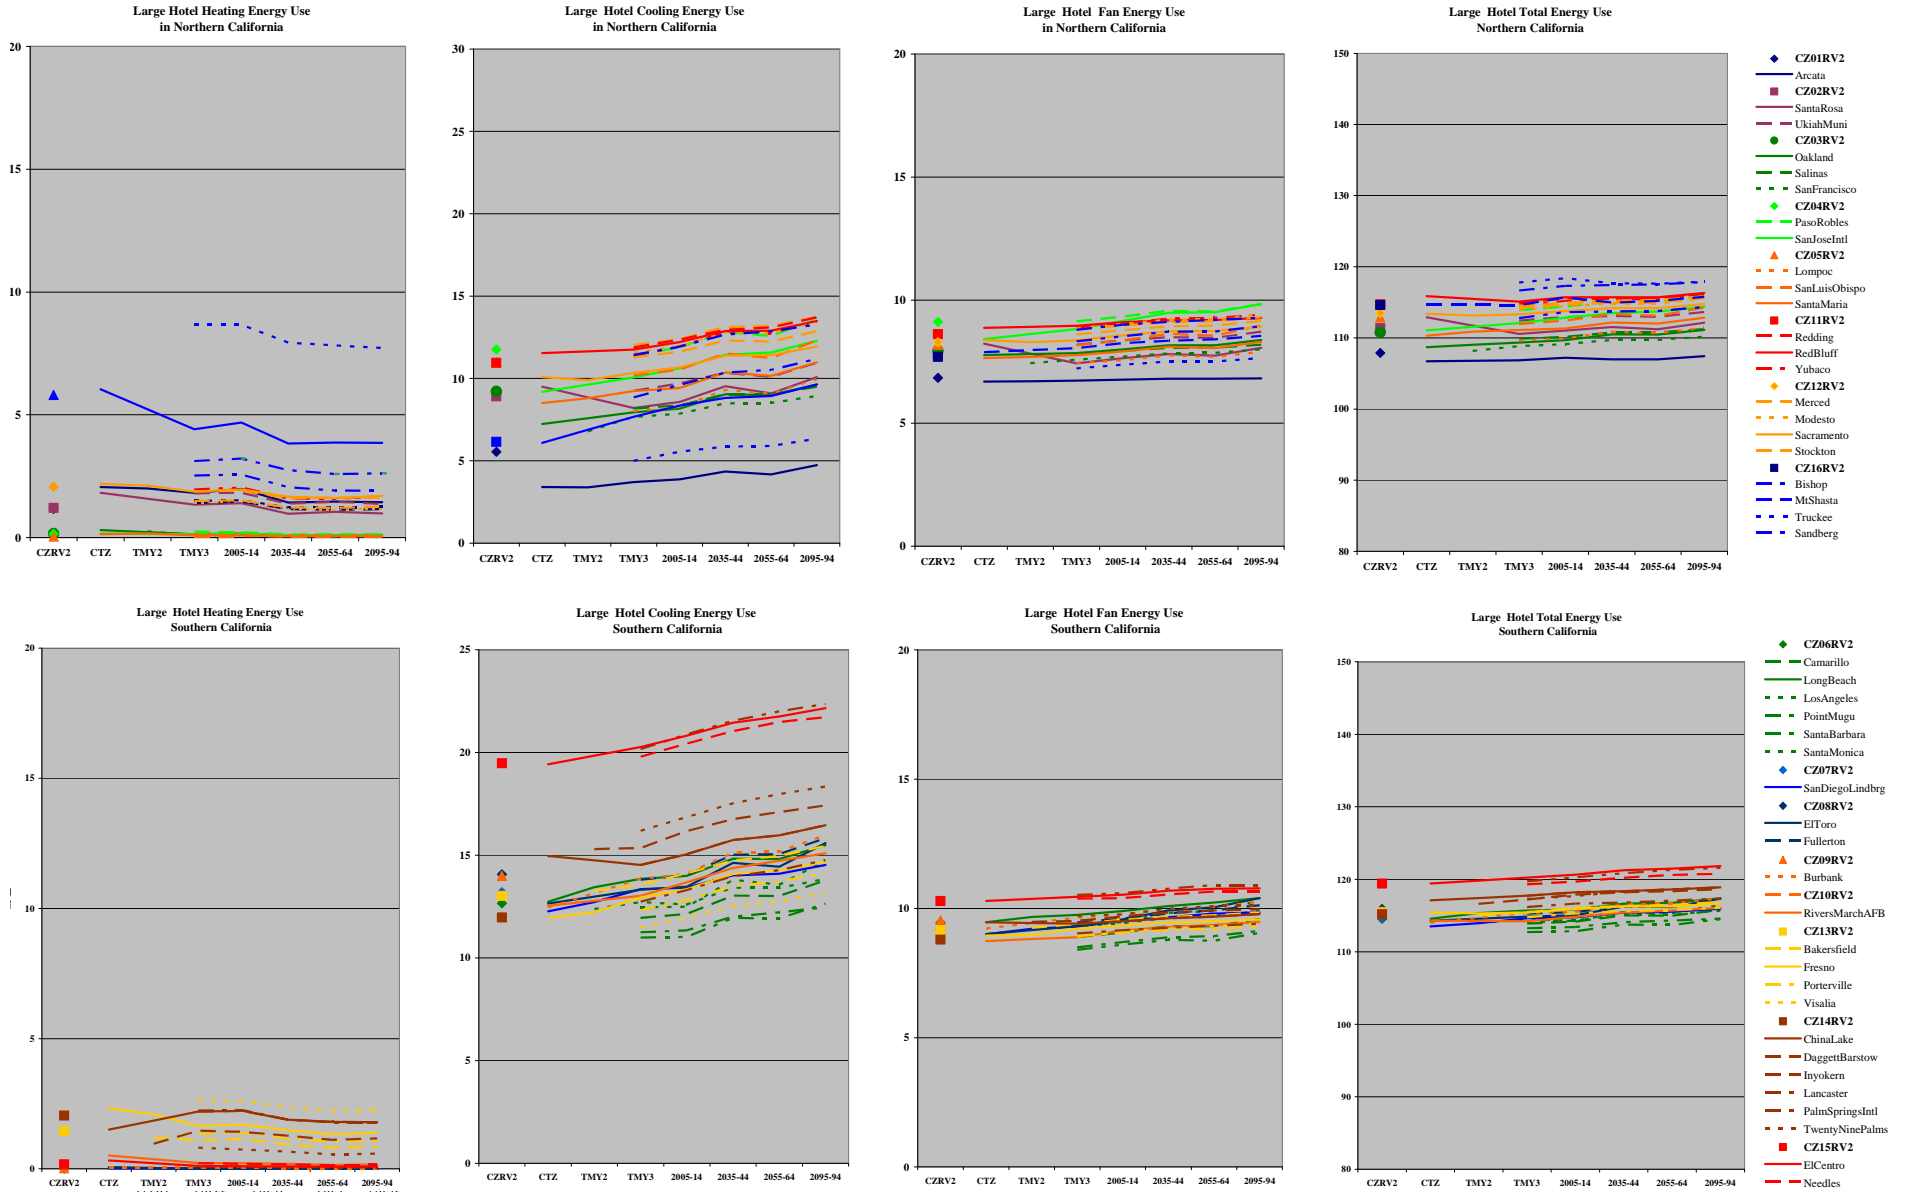 Large Hotel Heating Energy Use
in Northern California
20
15
10
5
0
CZRV2 CTZ TMY2 TMY3 2005-14 2035-44 2055-64 2095-94
Large Hotel Cooling Energy Use
in Northern California
30
25
20
15
10
5
0
CZRV2 CTZ TMY2 TMY3 2005-14 2035-44 2055-64 2095-94
Large Hotel Fan Energy Use
in Northern California
20
15
10
5
0
CZRV2 CTZ TMY2 TMY3 2005-14 2035-44 2055-64 2095-94
Large Hotel Total Energy Use
Northern California
150
140
130
120
110
100
90
80
CZRV2 CTZ TMY2 TMY3 2005-14 2035-44 2055-64 2095-94
CZ01RV2
Arcata
CZ02RV2
SantaRosa
UkiahMuni
CZ03RV2
Oakland
Salinas
SanFrancisco
CZ04RV2
PasoRobles
SanJoseIntl
CZ05RV2
Lompoc
SanLuisObispo
SantaMaria
CZ11RV2
Redding
RedBluff
Yubaco
CZ12RV2
Merced
Modesto
Sacramento
Stockton
CZ16RV2
Bishop
MtShasta
Truckee
Sandberg
Large Hotel Heating Energy Use
Southern California
20
15
10
5
0
CZRV2 CTZ TMY2 TMY3 2005-14 2035-44 2055-64 2095-94
Large Hotel Cooling Energy Use
Southern California
25
20
15
10
5
0
CZRV2 CTZ TMY2 TMY3 2005-14 2035-44 2055-64 2095-94
Large Hotel Fan Energy Use
Southern California
20
15
10
5
0
CZRV2 CTZ TMY2 TMY3 2005-14 2035-44 2055-64 2095-94
Large Hotel Total Energy Use
Southern California
150
140
130
120
110
100
90
80
CZRV2 CTZ TMY2 TMY3 2005-14 2035-44 2055-64 2095-94
CZ06RV2
Camarillo
LongBeach
LosAngeles
PointMugu
SantaBarbara
SantaMonica
CZ07RV2
SanDiegoLindbrg
CZ08RV2
ElToro
Fullerton
CZ09RV2
Burbank
CZ10RV2
RiversMarchAFB
CZ13RV2
Bakersfield
Fresno
Porterville
Visalia
CZ14RV2
ChinaLake
DaggettBarstow
Inyokern
Lancaster
PalmSpringsIntl
TwentyNinePalms
CZ15RV2
ElCentro
Needles